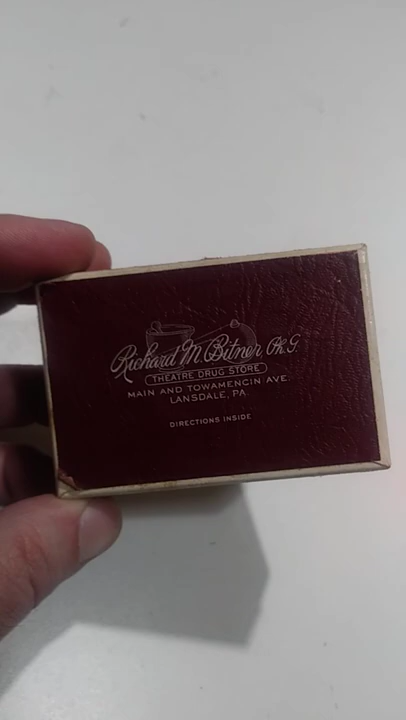 Richard M Bitner Ph.G.
THEATRE DRUG STORE
MAIN AND TOWAMENCIN AVE.
LANSDALE, PA.
DIRECTIONS INSIDE